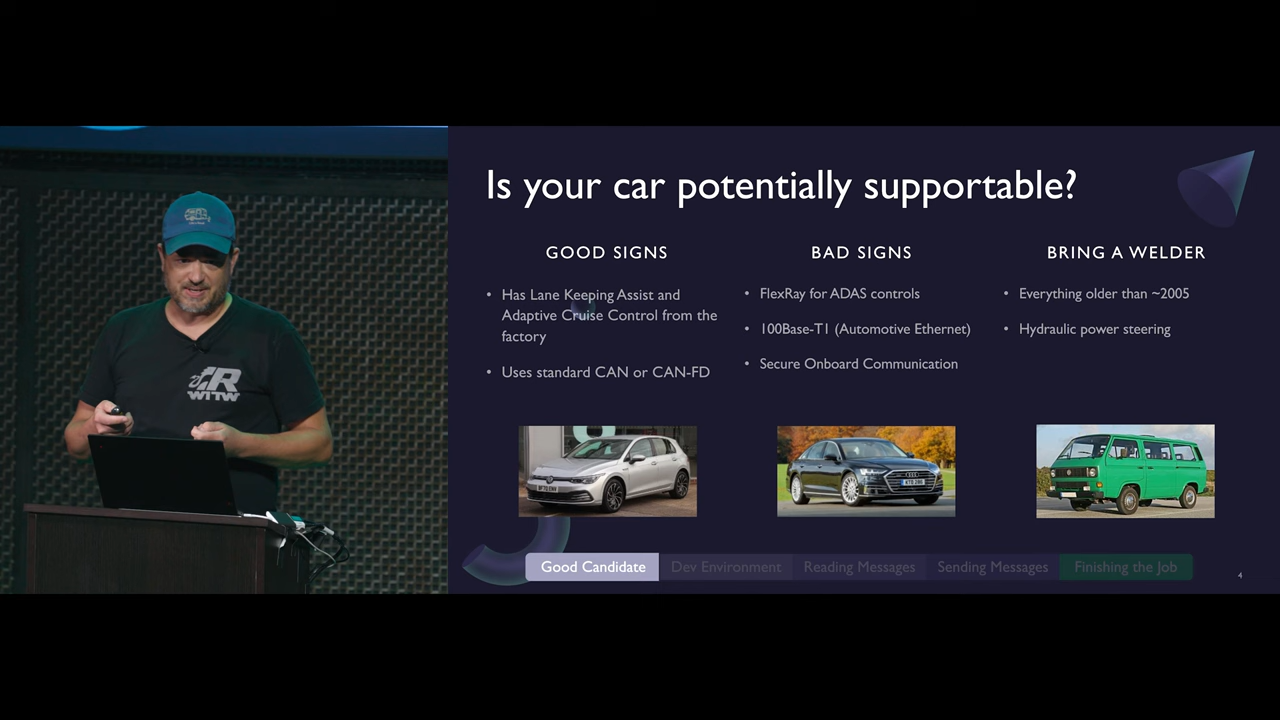 Is your car potentially supportable?
GOOD SIGNS
• Has Lane Keeping Assist and
Adaptive Cruise Control from the
factory
• Uses standard CAN or CAN-FD
BAD SIGNS
• FlexRay for ADAS controls
• 100Base-T1 (Automotive Ethernet)
• Secure Onboard Communication
BRING A WELDER
• Everything older than ~2005
• Hydraulic power steering
Good Candidate
Dev Environment
Reading Messages
Sending Messages
Finishing the Job
4
WTTW